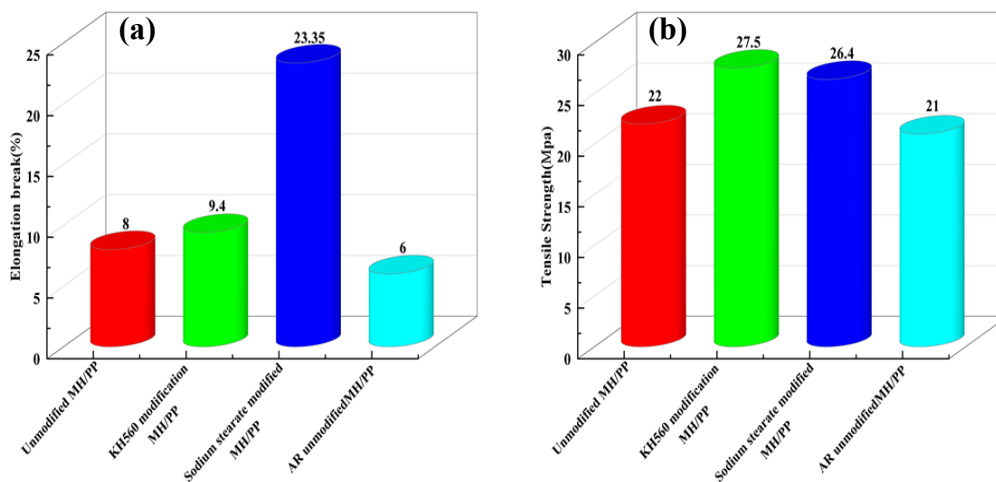 (a)
Elongation break(%)
25
20
15
10
5
0
8
9.4
23.35
6
Unmodified MH/PP
KH560 modification
MH/PP
Sodium stearate modified
MH/PP
AR unmodifiedMH/PP
(b)
Tensile Strength(Mpa)
30
25
20
15
10
5
0
22
27.5
26.4
21
Unmodified MH/PP
KH560 modification
MH/PP
Sodium stearate modified
MH/PP
AR unmodifiedMH/PP